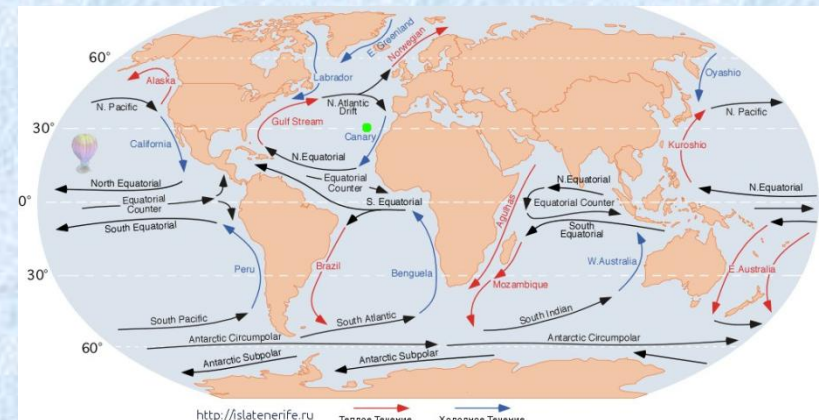 60°
E. Greenland
Norwegian
Alaska
Labrador
Oyashio
N. Pacific
N. Atlantic
Drift
N. Pacific
Gulf Stream
30°
California
Canary
Kuroshio
N.Equatorial
North Equatorial
Equatorial
Counter
N.Equatorial
N.Equatorial
0°
Equatorial
Counter
S. Equatorial
Equatorial Counter
South Equatorial
Agulhas
South
Equatorial
Peru
Brazil
Benguela
W.Australia
E.Australia
30°
Mozambique
South Pacific
South Atlantic
South Indian
Antarctic Circumpolar
Antarctic Circumpolar
60°
Antarctic Subpolar
Antarctic Subpolar
http://islatenerife.ru
Теплое Течение
Холодное Течение